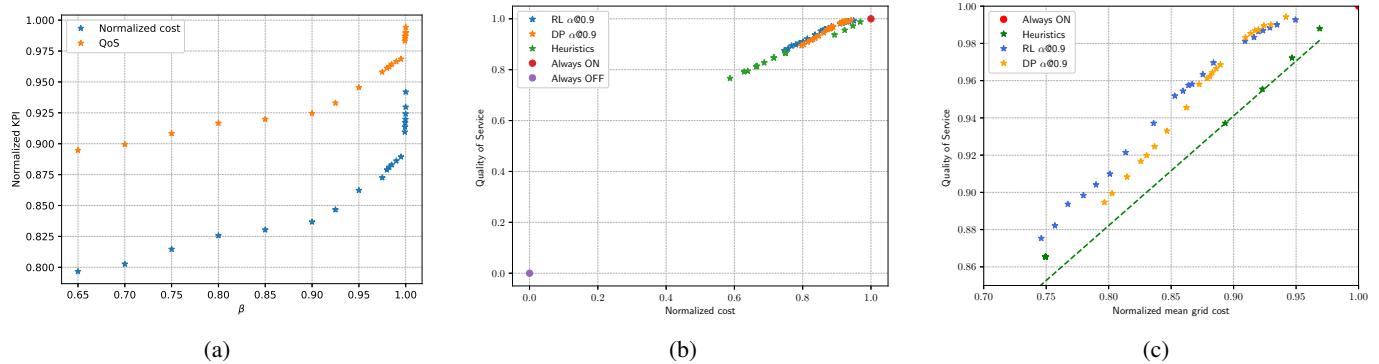 1.000
0.975
0.950
0.925
0.900
0.875
0.850
0.825
0.800
Normalized KPI
Normalized cost
QoS
0.65 0.70 0.75 0.80 0.85 0.90 0.95 1.00
β
(a)
1.0
0.8
0.6
0.4
0.2
0.0
Quality of Service
RL α@0.9
DP α@0.9
Heuristics
Always ON
Always OFF
0.0 0.2 0.4 0.6 0.8 1.0
Normalized cost
(b)
1.00
0.98
0.96
0.94
0.92
0.90
0.88
0.86
Quality of Service
Always ON
Heuristics
RL α@0.9
DP α@0.9
0.70 0.75 0.80 0.85 0.90 0.95 1.00
Normalized mean grid cost
(c)